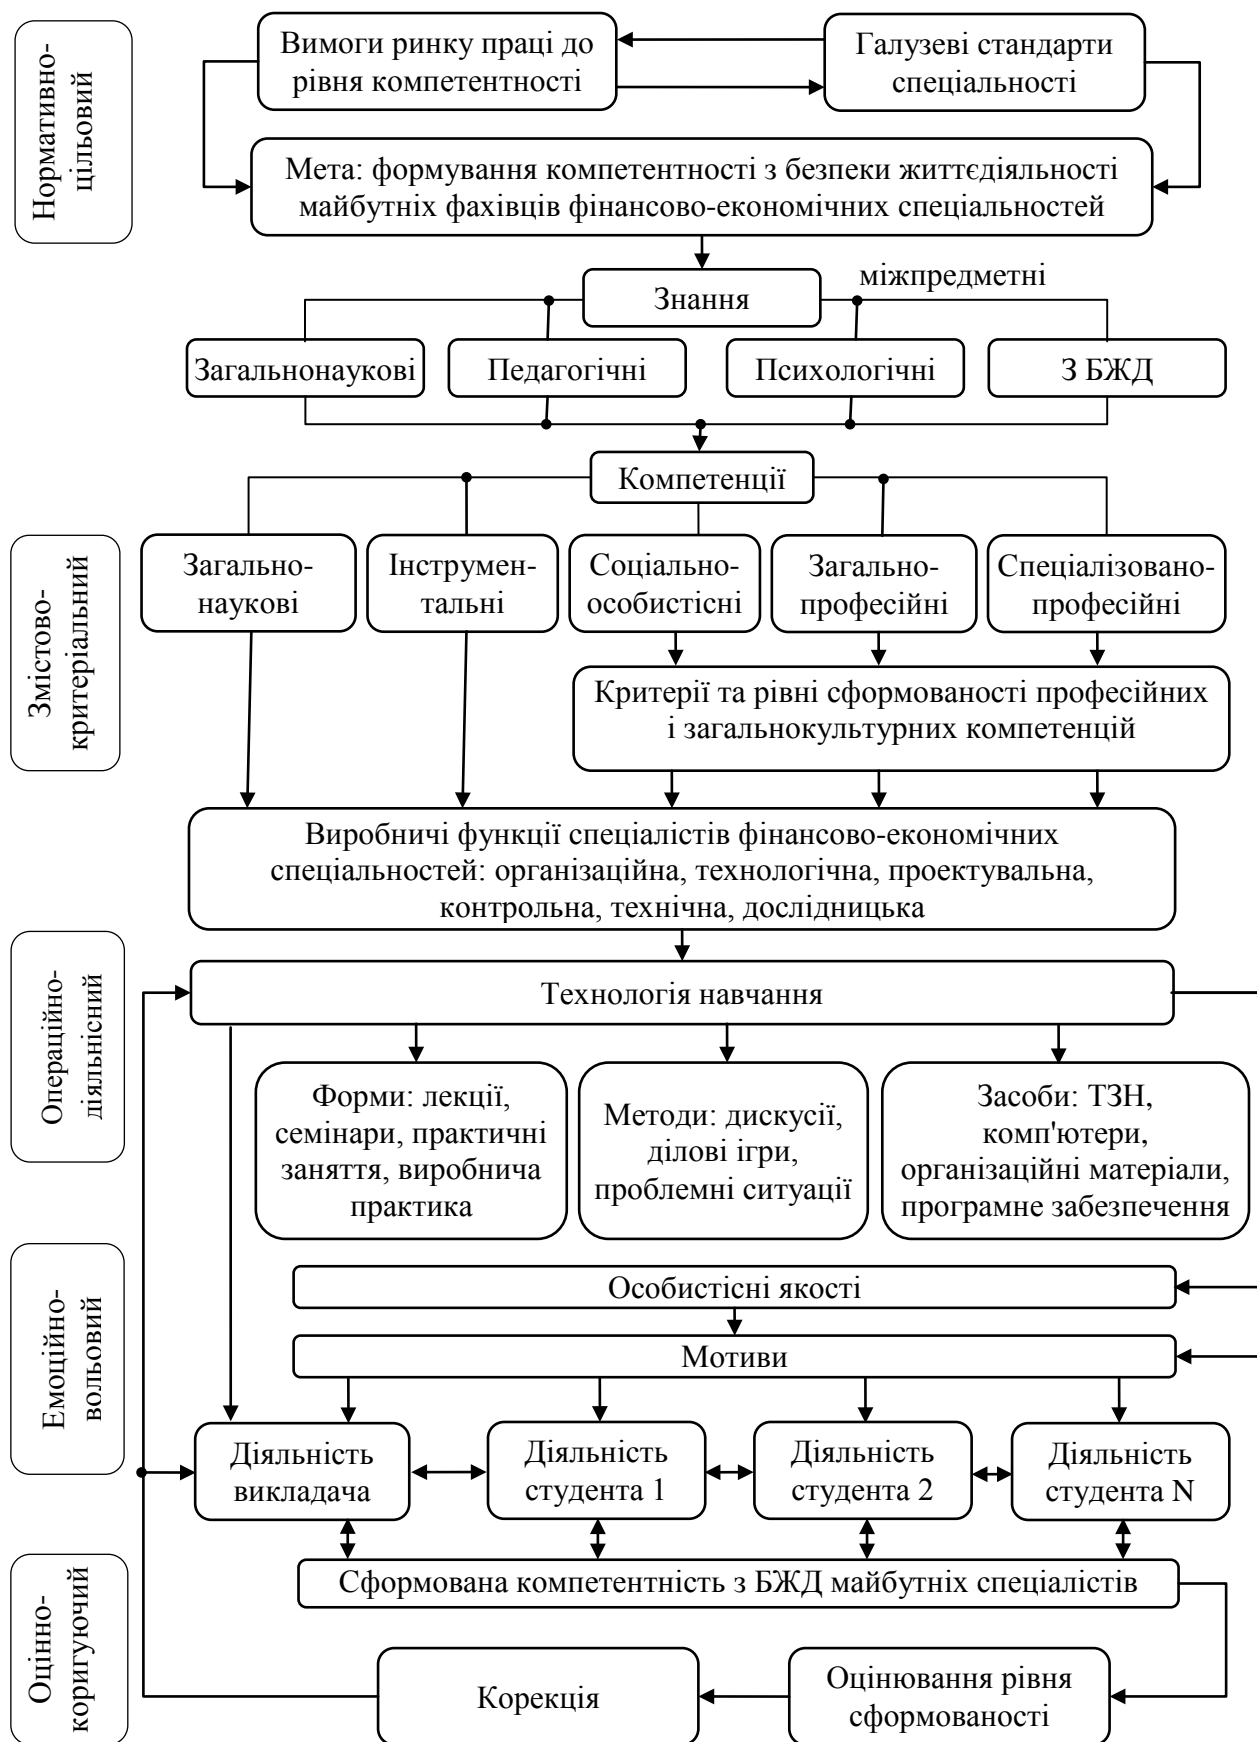 Нормативно-
цільовий
Вимоги ринку праці до
рівня компетентності
Галузеві стандарти
спеціальності
Мета: формування компетентності з безпеки життєдіяльності
майбутніх фахівців фінансово-економічних спеціальностей
Знання
міжпредметні
Загальнонаукові
Педагогічні
Психологічні
З БЖД
Компетенції
Змістово-
критеріальний
Загально-
наукові
Інструмен-
тальні
Соціально-
особистісні
Загально-
професійні
Спеціалізовано-
професійні
Критерії та рівні сформованості професійних
і загальнокультурних компетенцій
Виробничі функції спеціалістів фінансово-економічних
спеціальностей: організаційна, технологічна, проектувальна,
контрольна, технічна, дослідницька
Операційно-
діяльнісний
Технологія навчання
Форми: лекції,
семінари, практичні
заняття, виробнича
практика
Методи: дискусії,
ділові ігри,
проблемні ситуації
Засоби: ТЗН,
комп'ютери,
організаційні матеріали,
програмне забезпечення
Емоційно-
вольовий
Особистісні якості
Мотиви
Діяльність
викладача
Діяльність
студента 1
Діяльність
студента 2
Діяльність
студента N
Оцінно-
коригуючий
Сформована компетентність з БЖД майбутніх спеціалістів
Корекція
Оцінювання рівня
сформованості